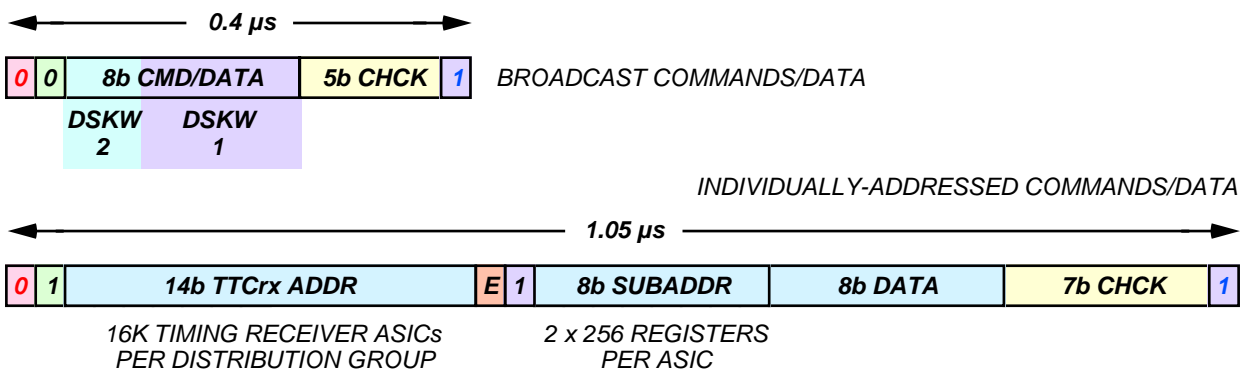 0.4 µs
0 0 8b CMD/DATA 5b CHCK 1 BROADCAST COMMANDS/DATA
DSKW DSKW
2 1
INDIVIDUALLY-ADDRESSED COMMANDS/DATA
1.05 µs
0 1 14b TTCrx ADDR E 1 8b SUBADDR 8b DATA 7b CHCK 1
16K TIMING RECEIVER ASICs 2 x 256 REGISTERS
PER DISTRIBUTION GROUP PER ASIC